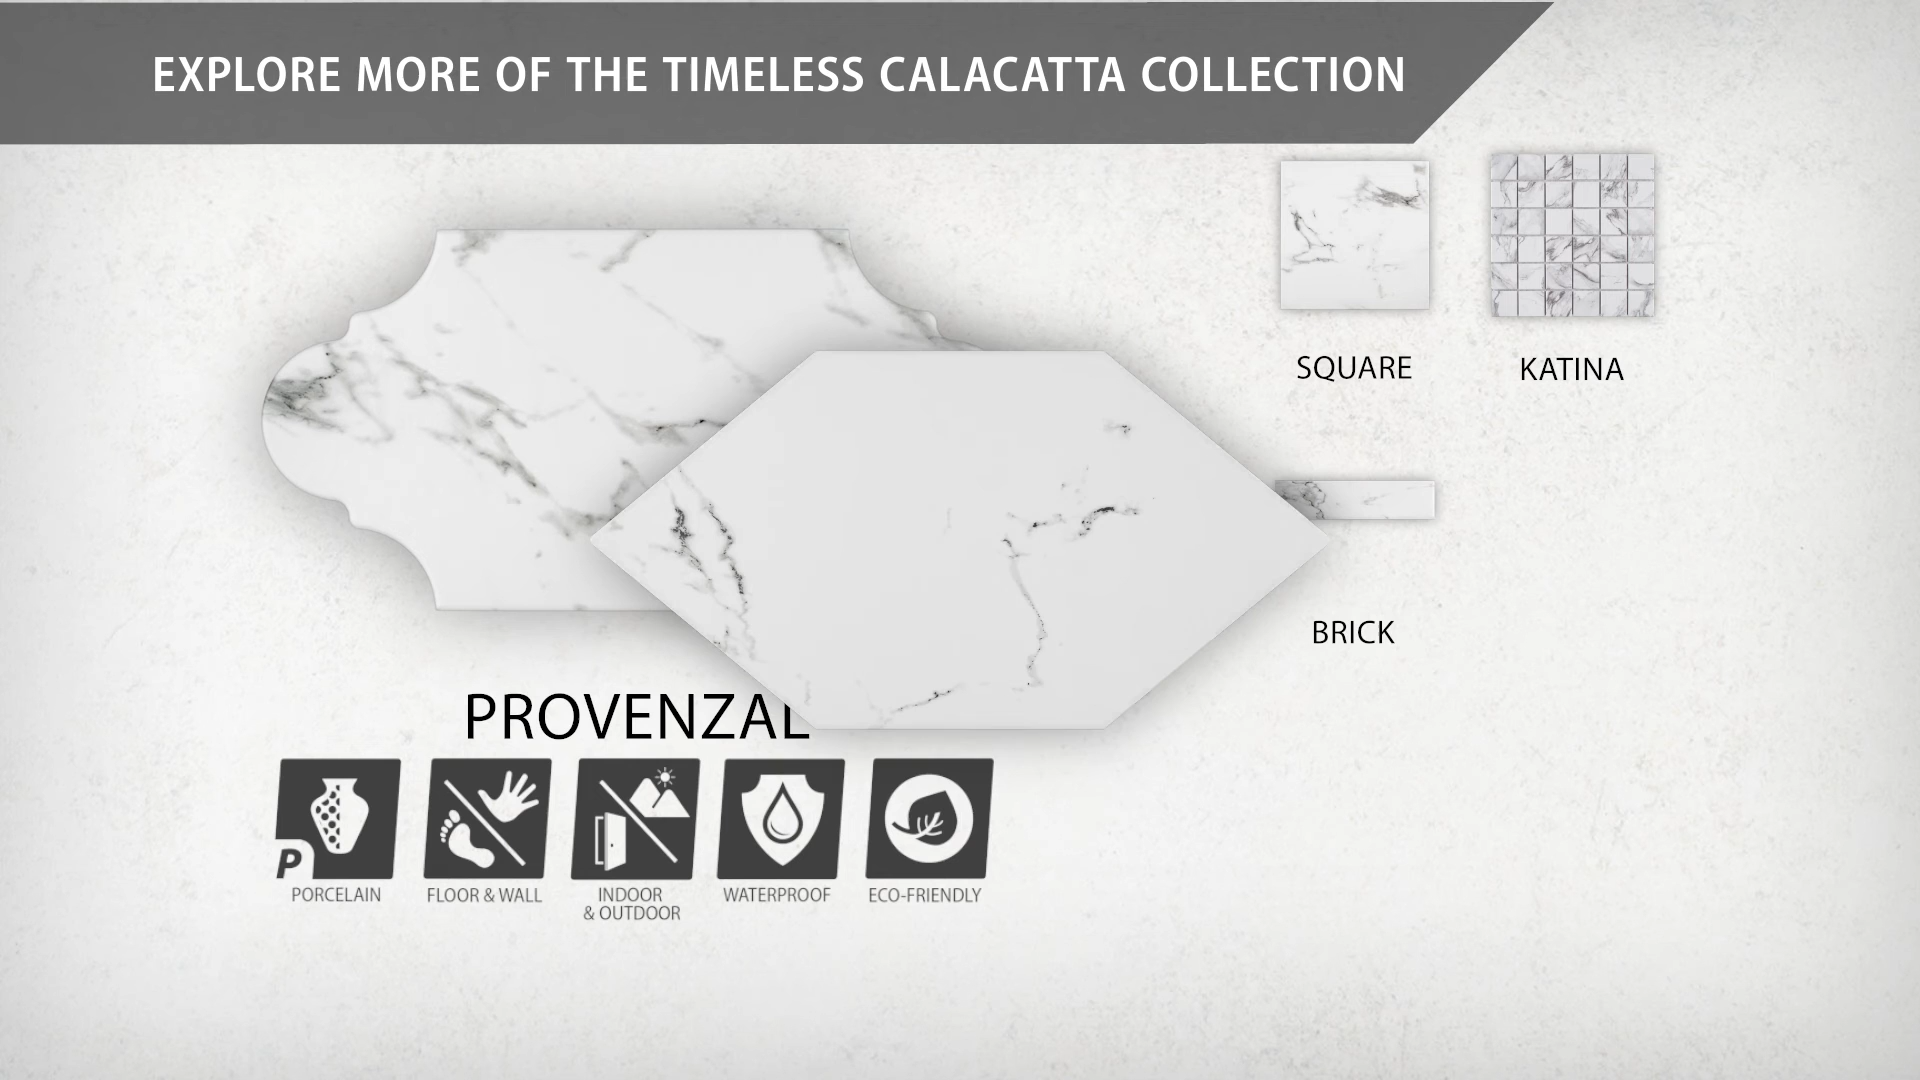 EXPLORE MORE OF THE TIMELESS CALACATTA COLLECTION
SQUARE
KATINA
BRICK
PROVENZAL
P
PORCELAIN
FLOOR & WALL
INDOOR
& OUTDOOR
WATERPROOF
ECO-FRIENDLY